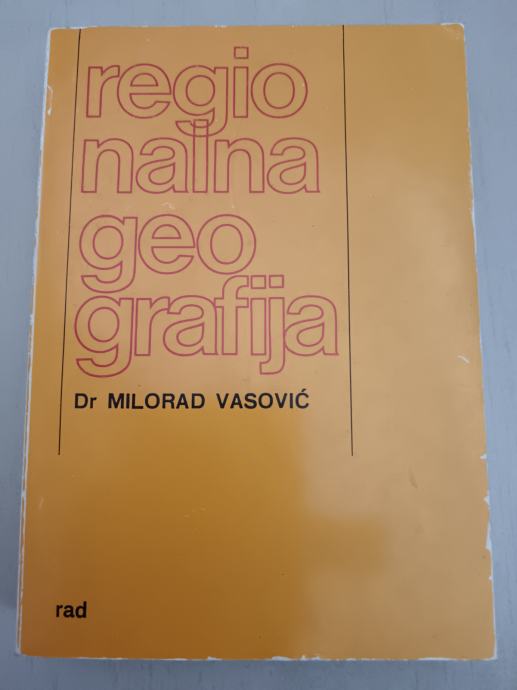 regio
nalna
geo
grafija
Dr MILORAD VASOVIĆ
rad